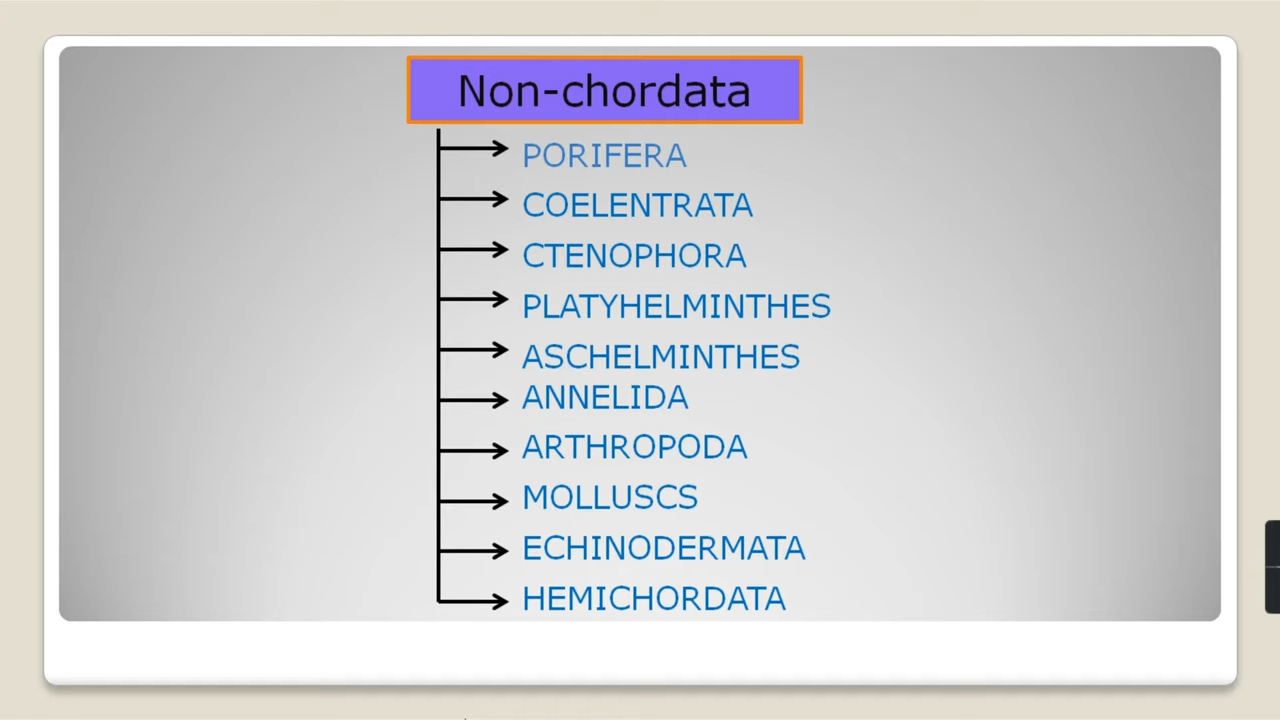 Non-chordata
PORIFERA
COELENTRATA
CTENOPHORA
PLATYHELMINTHES
ASCHELMINTHES
ANNELIDA
ARTHROPODA
MOLLUSCS
ECHINODERMATA
HEMICHORDATA